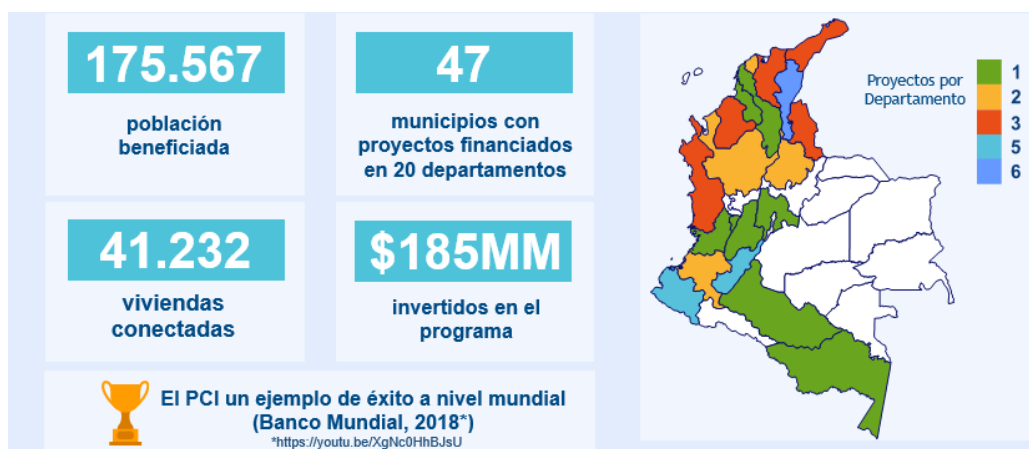 175.567
población
beneficiada
47
municipios con
proyectos financiados
en 20 departamentos
41.232
viviendas
conectadas
$185MM
invertidos en el
programa
El PCI un ejemplo de éxito a nivel mundial
(Banco Mundial, 2018*)
*https://youtu.be/XgNc0HhBJsU
Proyectos por
Departamento
1
2
3
5
6